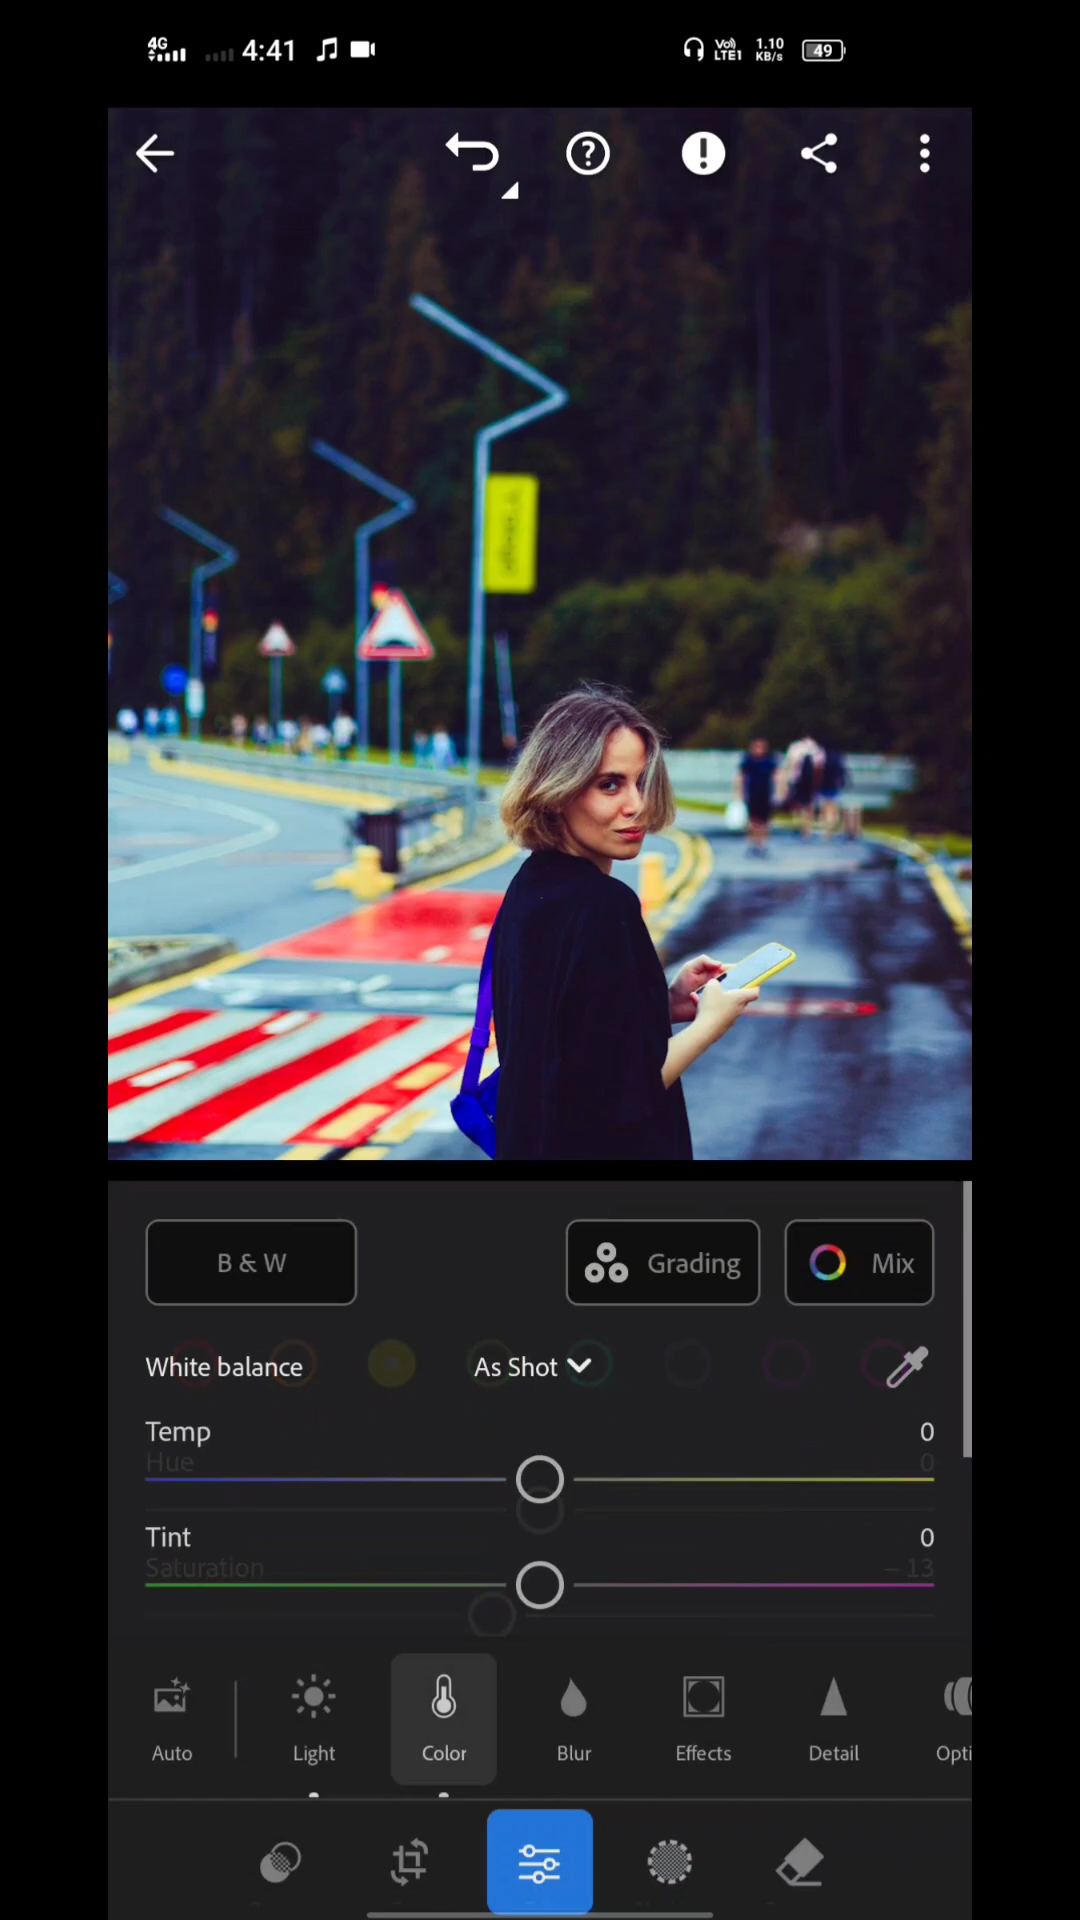 4G 4:41 Vo) LTE1 1.10 KB/s 49
B & W Grading Mix
White balance As Shot
Temp 0
Hue 0
Tint 0
Saturation – 13
Auto Light Color Blur Effects Detail Opti